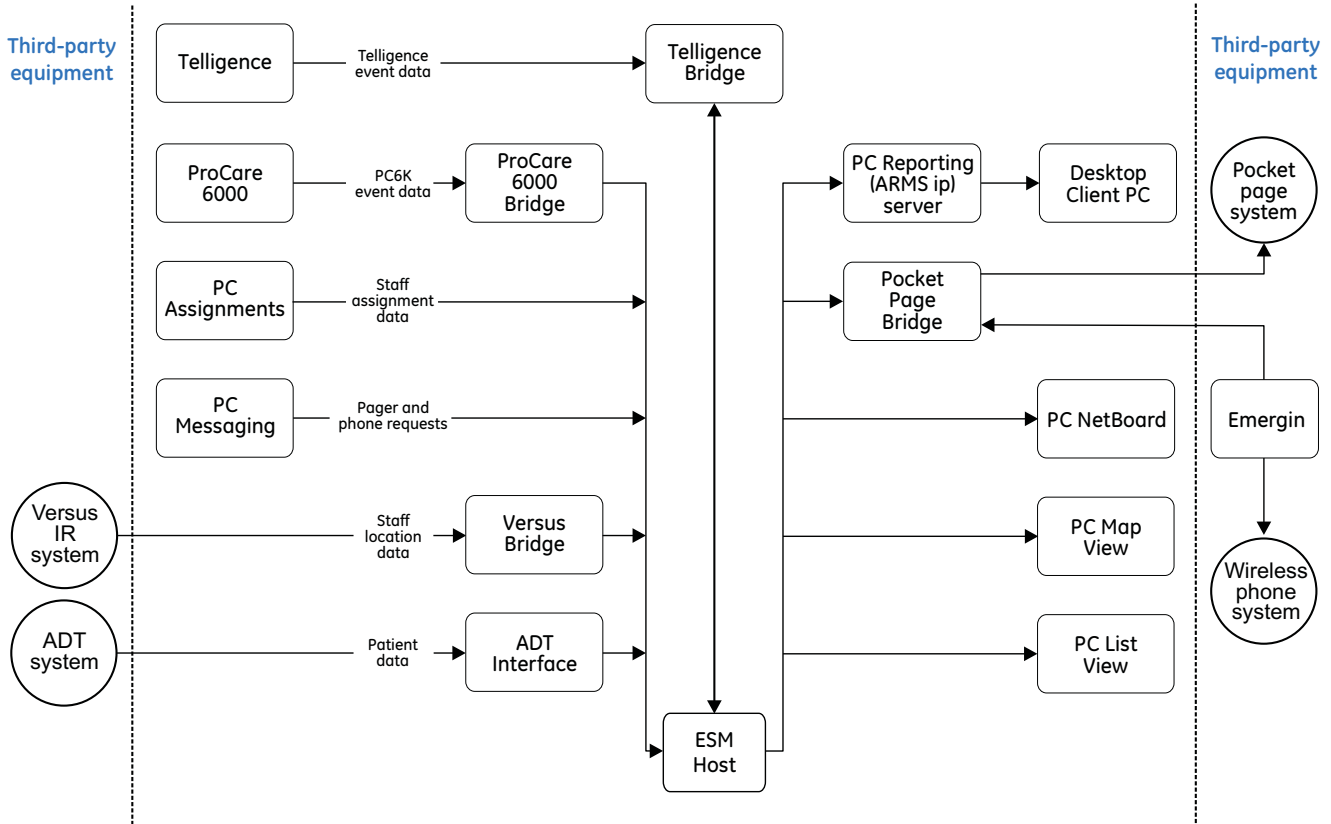 Third-party
equipment
Telligence
Telligence
event data
Telligence
Bridge
Third-party
equipment
ProCare
6000
PC6K
event data
ProCare
6000
Bridge
PC Reporting
(ARMS ip)
server
Desktop
Client PC
Pocket
page
system
PC
Assignments
Staff
assignment
data
Pocket
Page
Bridge
PC
Messaging
Pager and
phone requests
PC NetBoard
Emergin
Versus
IR
system
Staff
location
data
Versus
Bridge
PC Map
View
Wireless
phone
system
ADT
system
Patient
data
ADT
Interface
PC List
View
ESM
Host